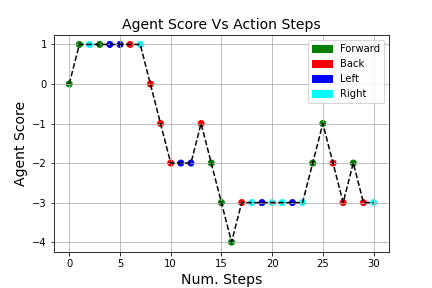 Agent Score Vs Action Steps
Agent Score
1
0
−1
−2
−3
−4
Forward
Back
Left
Right
0 5 10 15 20 25 30
Num. Steps